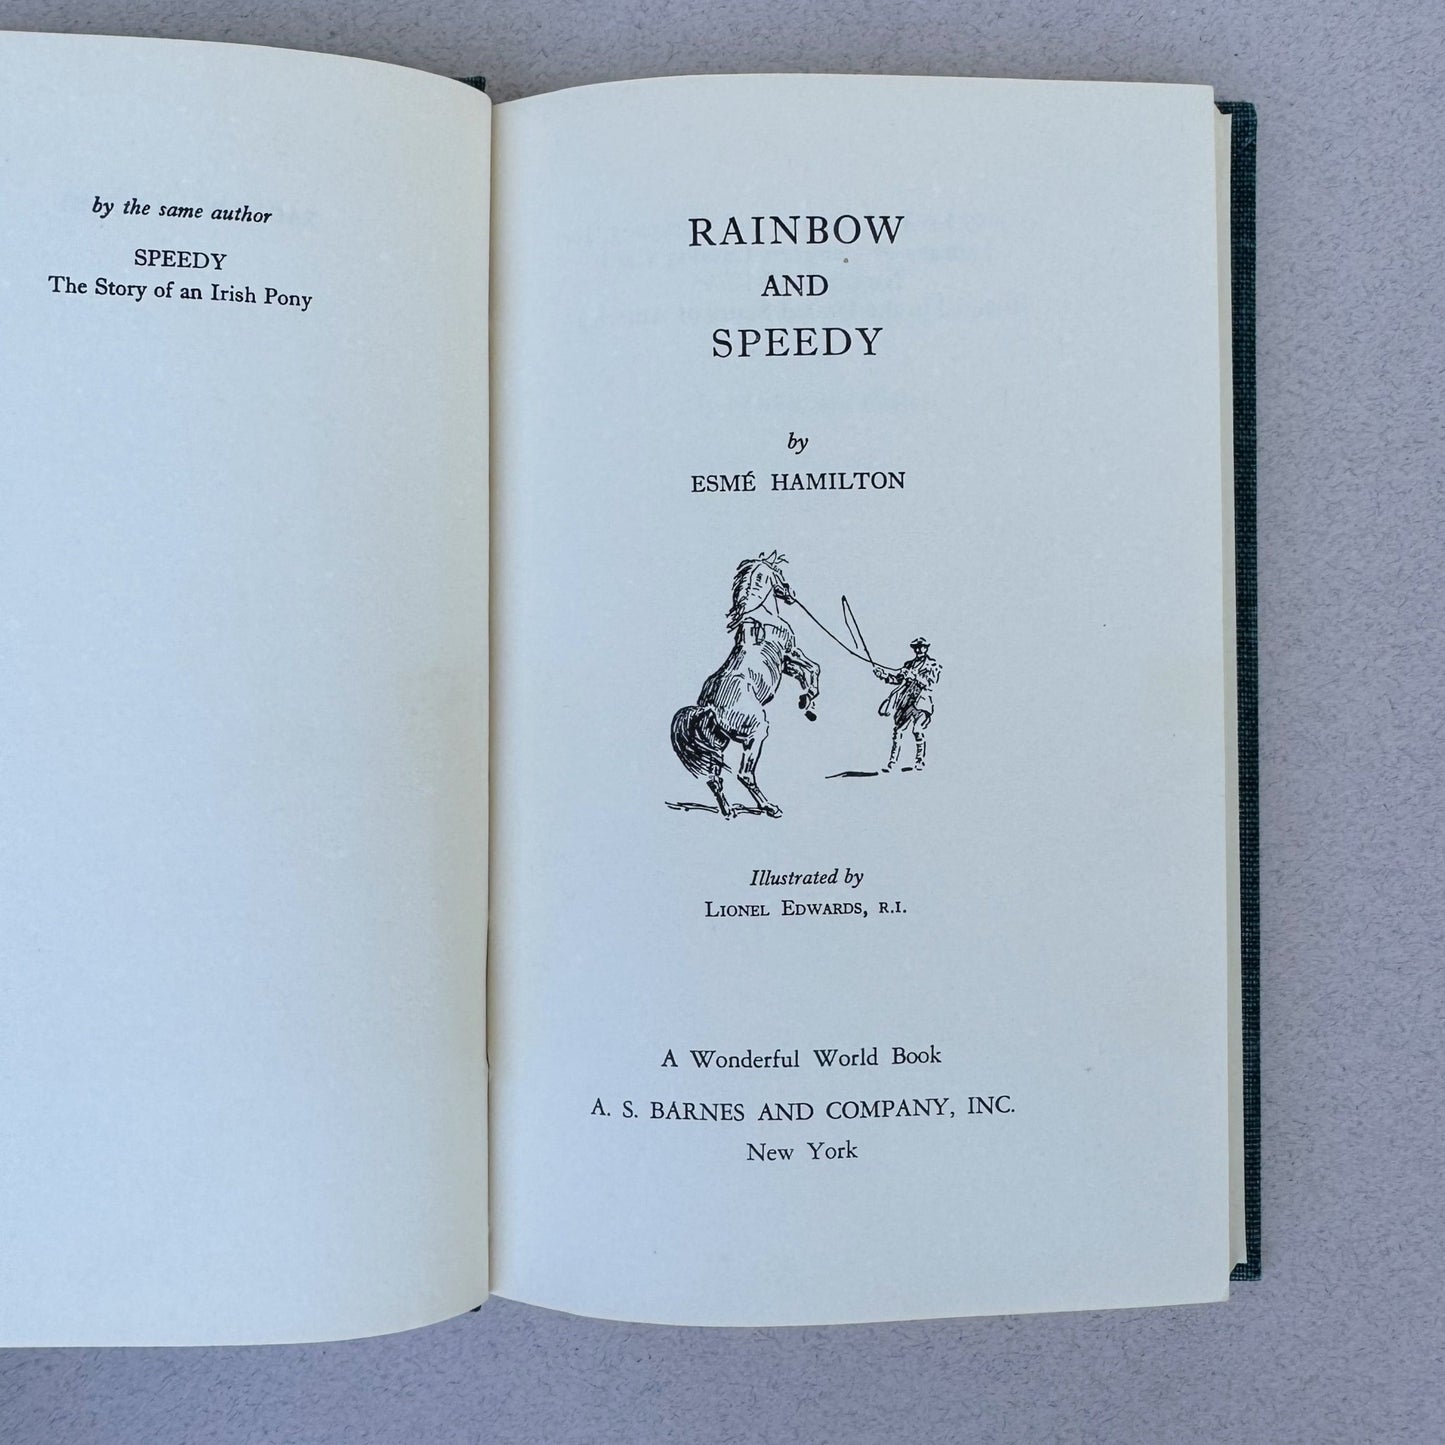 by the same author
SPEEDY
The Story of an Irish Pony
RAINBOW
AND
SPEEDY
by
ESMÉ HAMILTON
Illustrated by
LIONEL EDWARDS, R.I.
A Wonderful World Book
A. S. BARNES AND COMPANY, INC.
New York